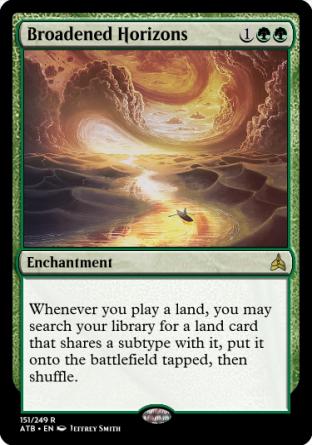 Broadened Horizons 1
Enchantment
Whenever you play a land, you may
search your library for a land card
that shares a subtype with it, put it
onto the battlefield tapped, then
shuffle.
151/249 R
ATB • EN Jeffrey Smith